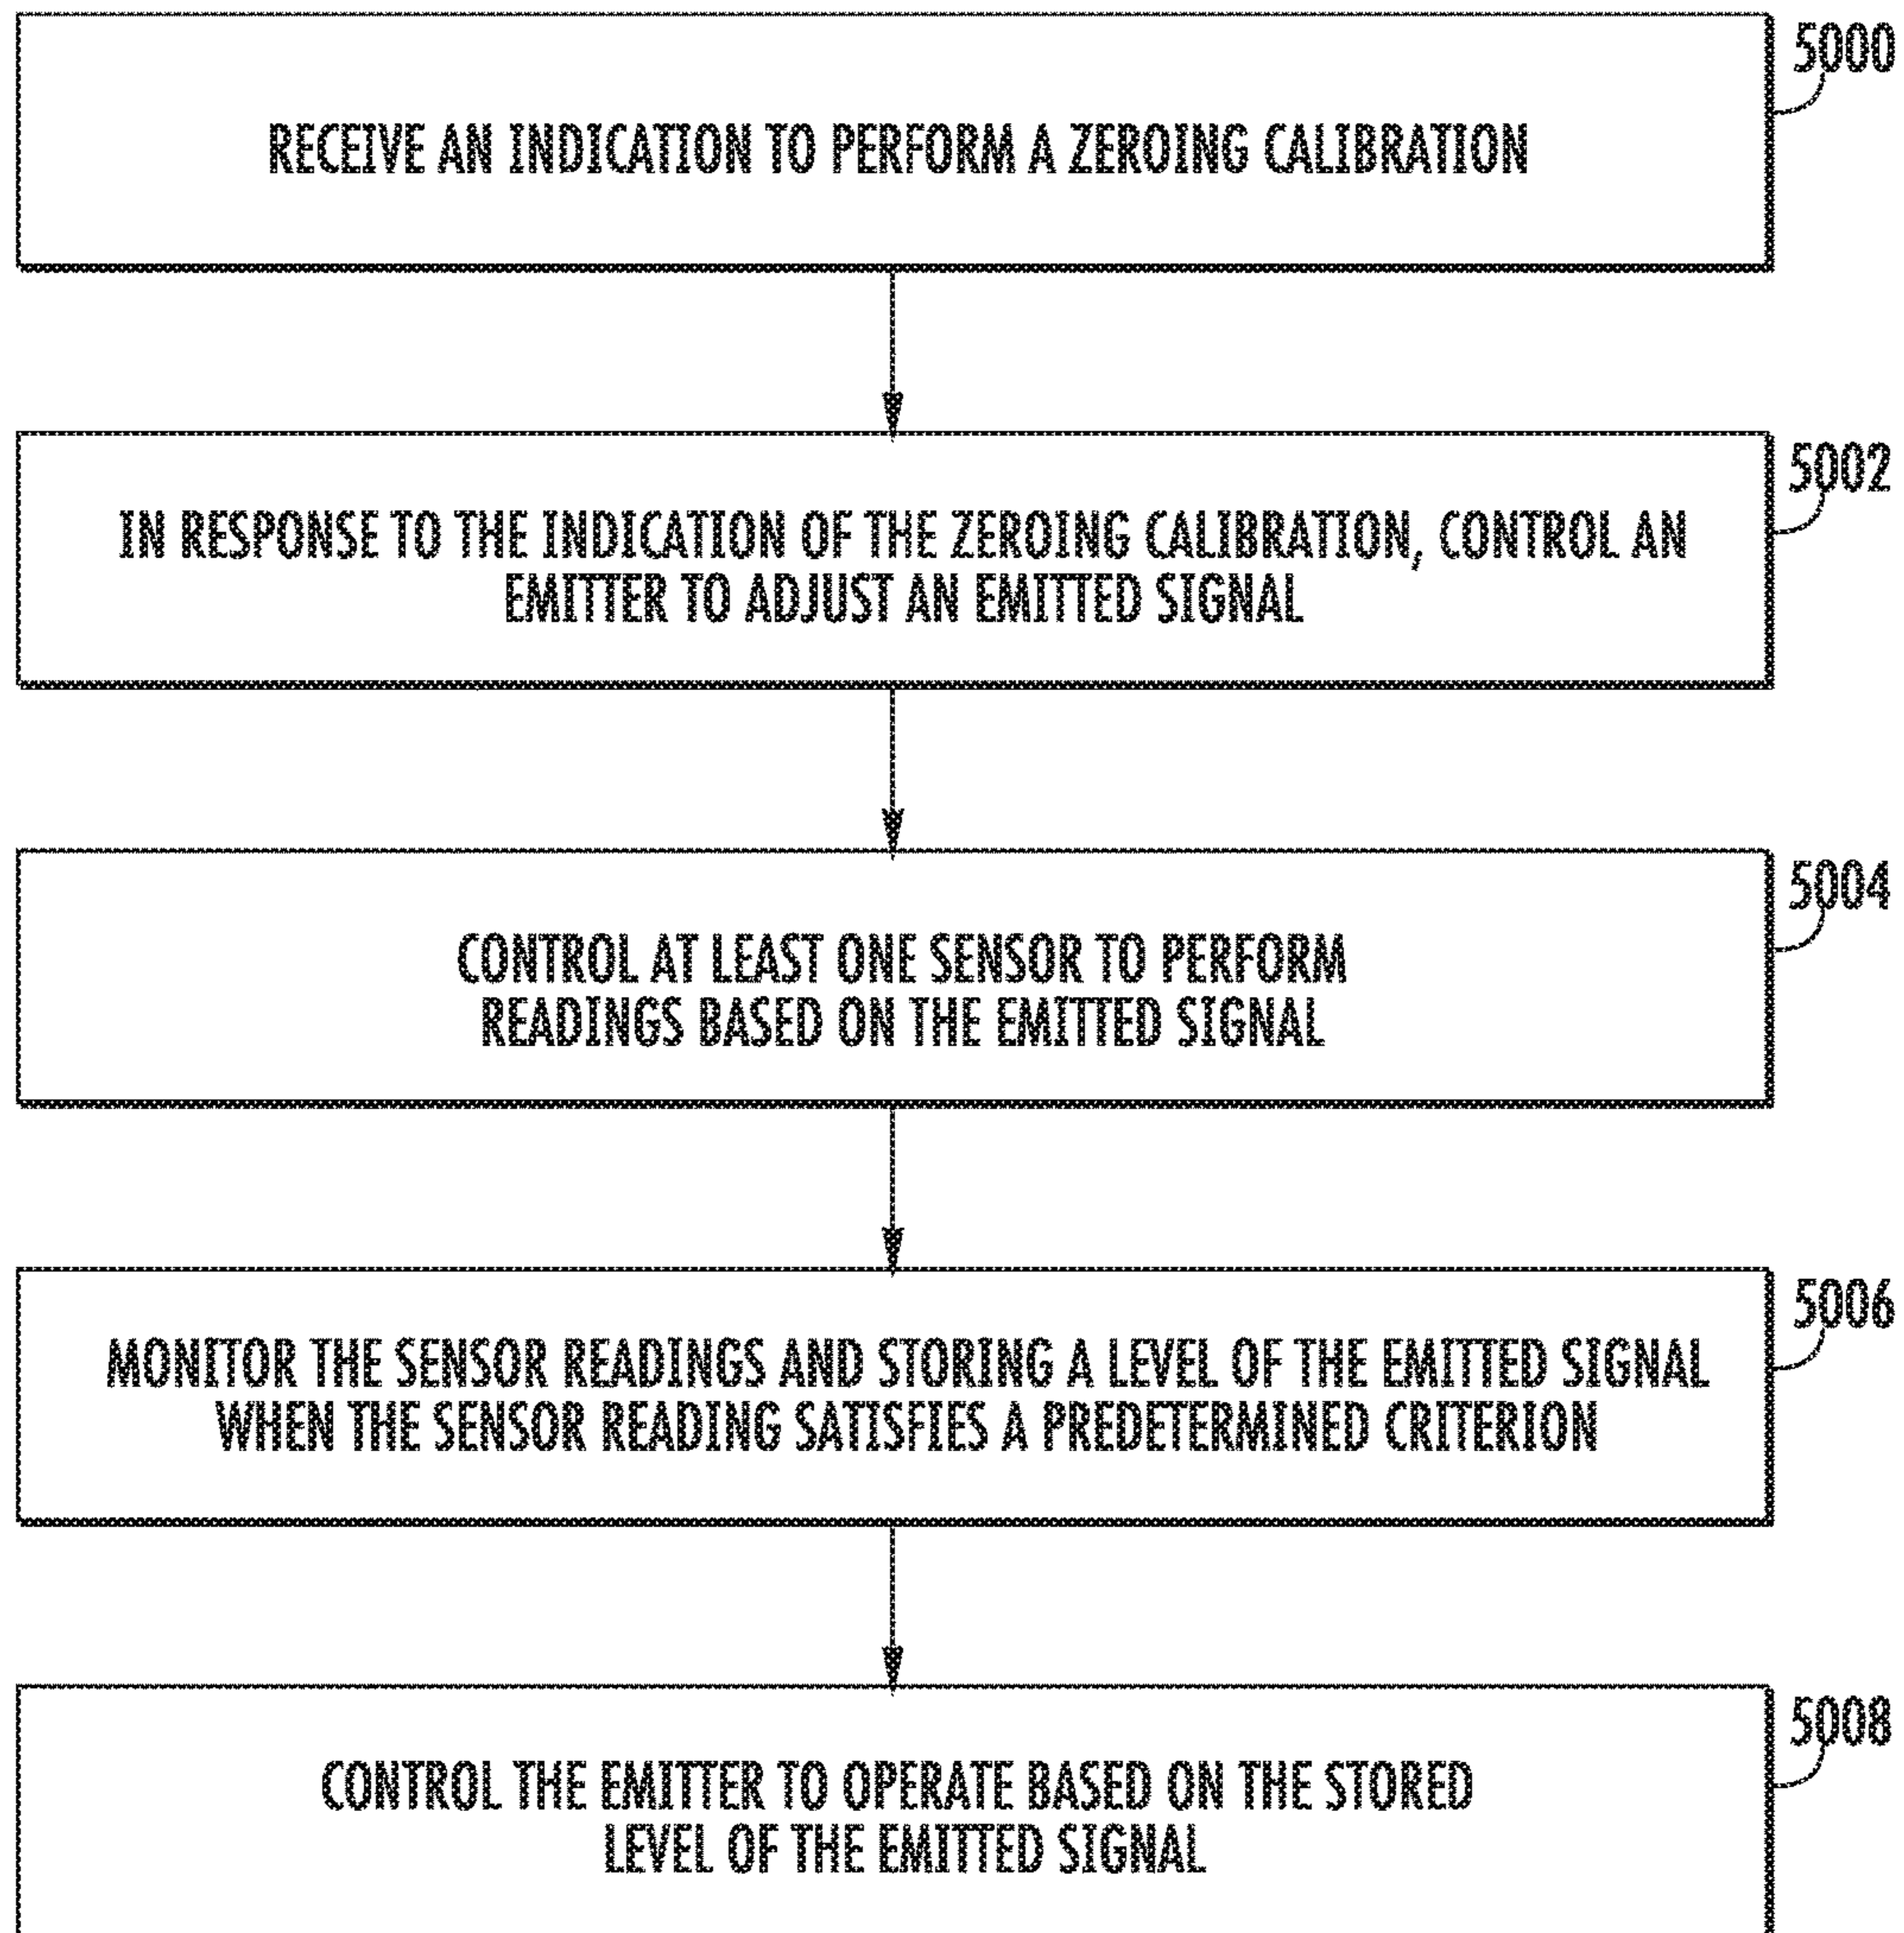 5000
RECEIVE AN INDICATION TO PERFORM A ZEROING CALIBRATION
5002
IN RESPONSE TO THE INDICATION OF THE ZEROING CALIBRATION, CONTROL AN
EMITTER TO ADJUST AN EMITTED SIGNAL
5004
CONTROL AT LEAST ONE SENSOR TO PERFORM
READINGS BASED ON THE EMITTED SIGNAL
5006
MONITOR THE SENSOR READINGS AND STORING A LEVEL OF THE EMITTED SIGNAL
WHEN THE SENSOR READING SATISFIES A PREDETERMINED CRITERION
5008
CONTROL THE EMITTER TO OPERATE BASED ON THE STORED
LEVEL OF THE EMITTED SIGNAL